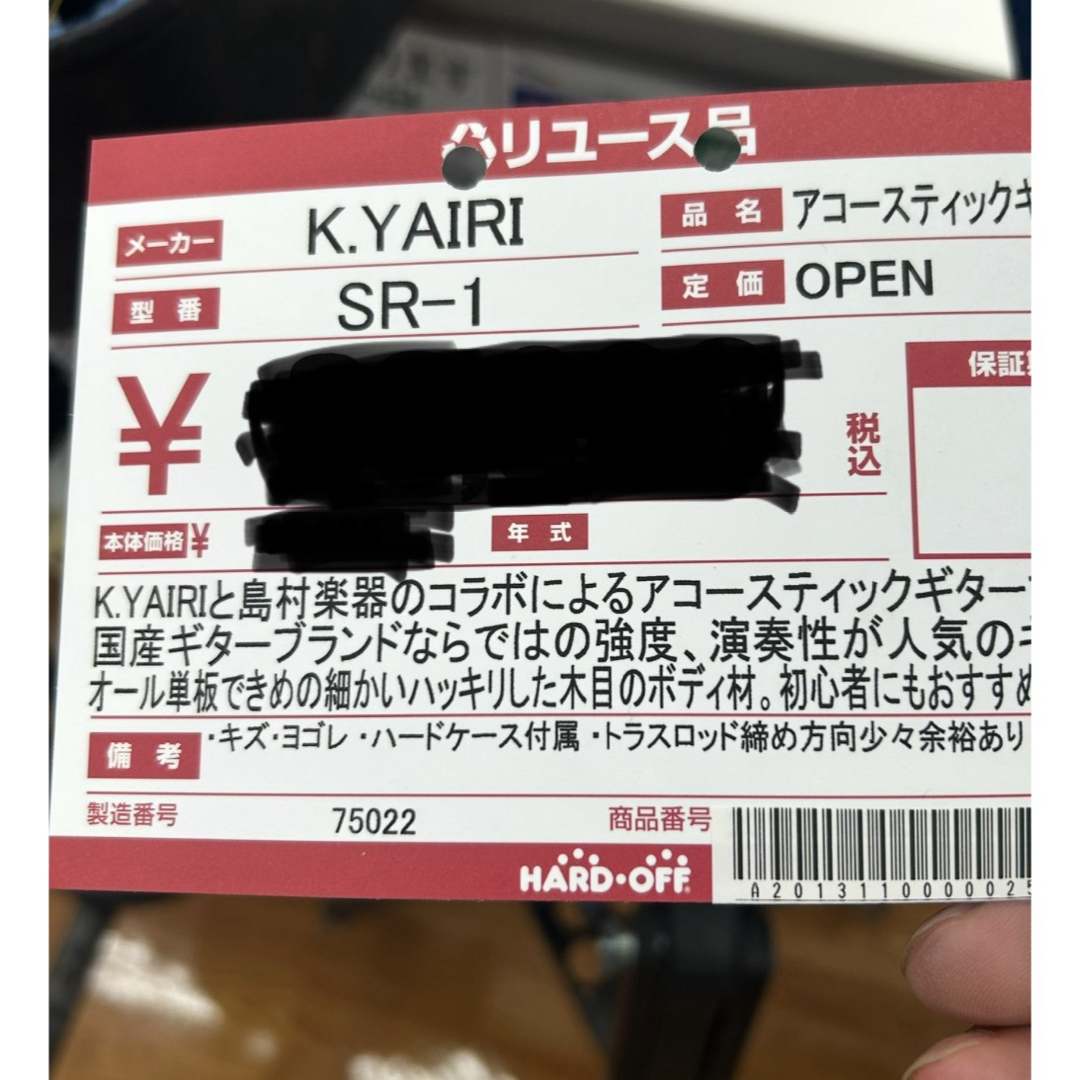 リユース品
メーカー K.YAIRI 品名 アコースティックギ
型番 SR-1 定価 OPEN
¥ 税込 保証
本体価格¥ 年式
K.YAIRIと島村楽器のコラボによるアコースティックギター
国産ギターブランドならではの強度、演奏性が人気の
オール単板できめの細かいハッキリした木目のボディ材。初心者にもおすすめ
備考 ・キズ・ヨゴレ ・ハードケース付属 ・トラスロッド締め方向少々余裕あり
製造番号 75022 商品番号
HARD・OFF
A2013110000002